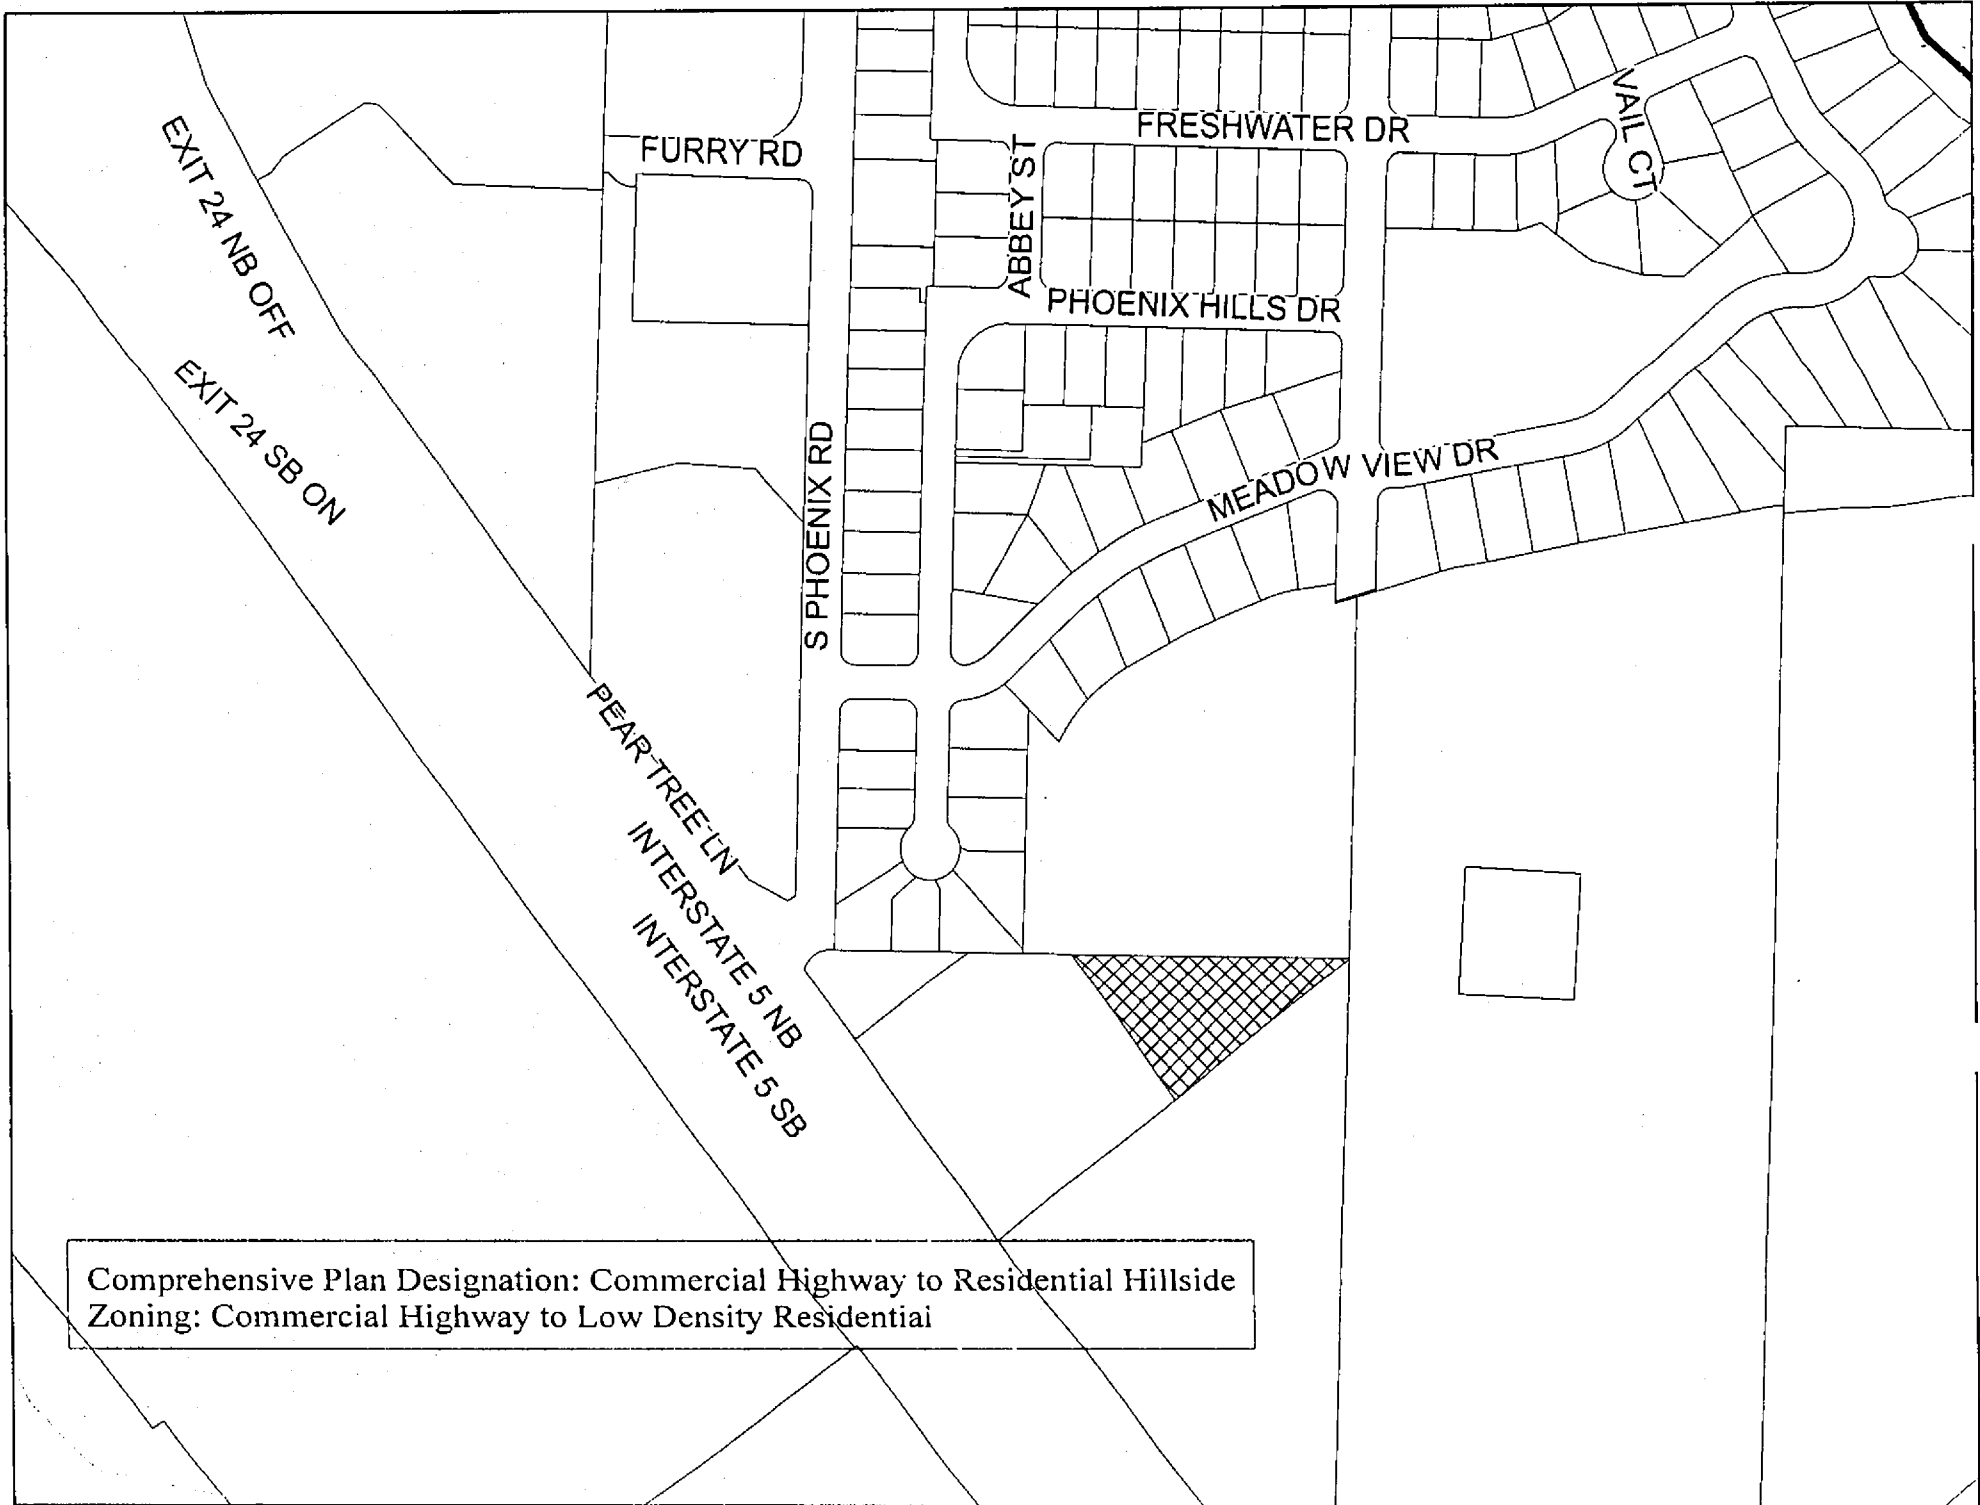 VAIL CT
FRESHWATER DR
FURRY RD
EXIT 24 NB OFF
ABBEY ST
PHOENIX HILLS DR
EXIT 24 SB ON
S PHOENIX RD
MEADOW VIEW DR
PEAR TREE LN
INTERSTATE 5 NB
INTERSTATE 5 SB
Comprehensive Plan Designation: Commercial Highway to Residential Hillside
Zoning: Commercial Highway to Low Density Residential